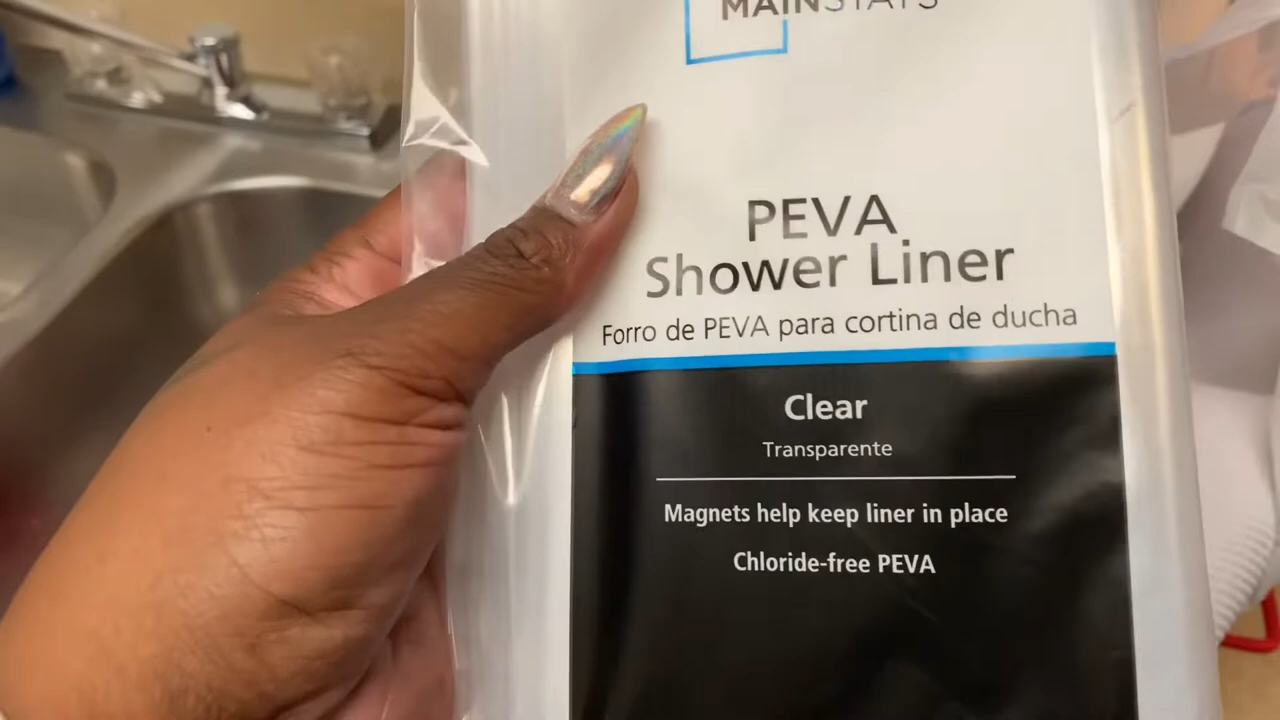 MAINSTAYS
PEVA
Shower Liner
Forro de PEVA para cortina de ducha
Clear
Transparente
Magnets help keep liner in place
Chloride-free PEVA